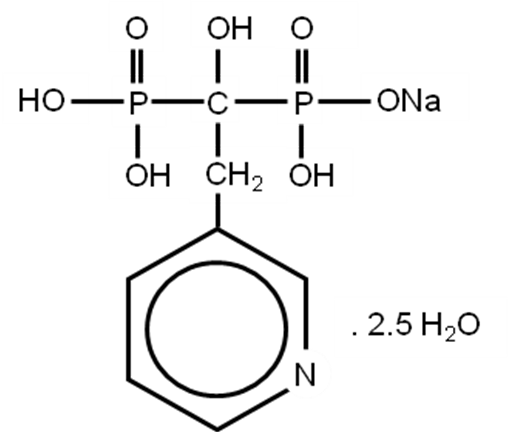 O OH O
HO P C P ONa
OH CH₂ OH
. 2.5 H₂O
N